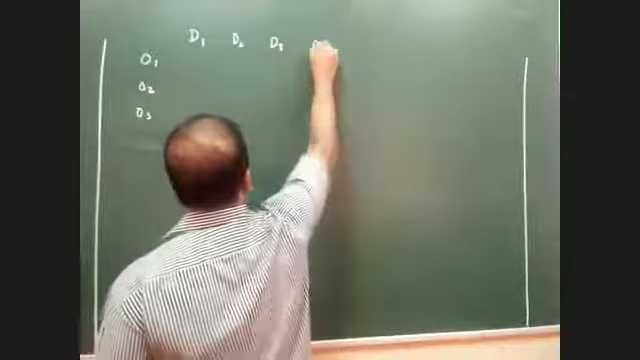 D₁ D₂ D₃
O₁
O₂
O₃